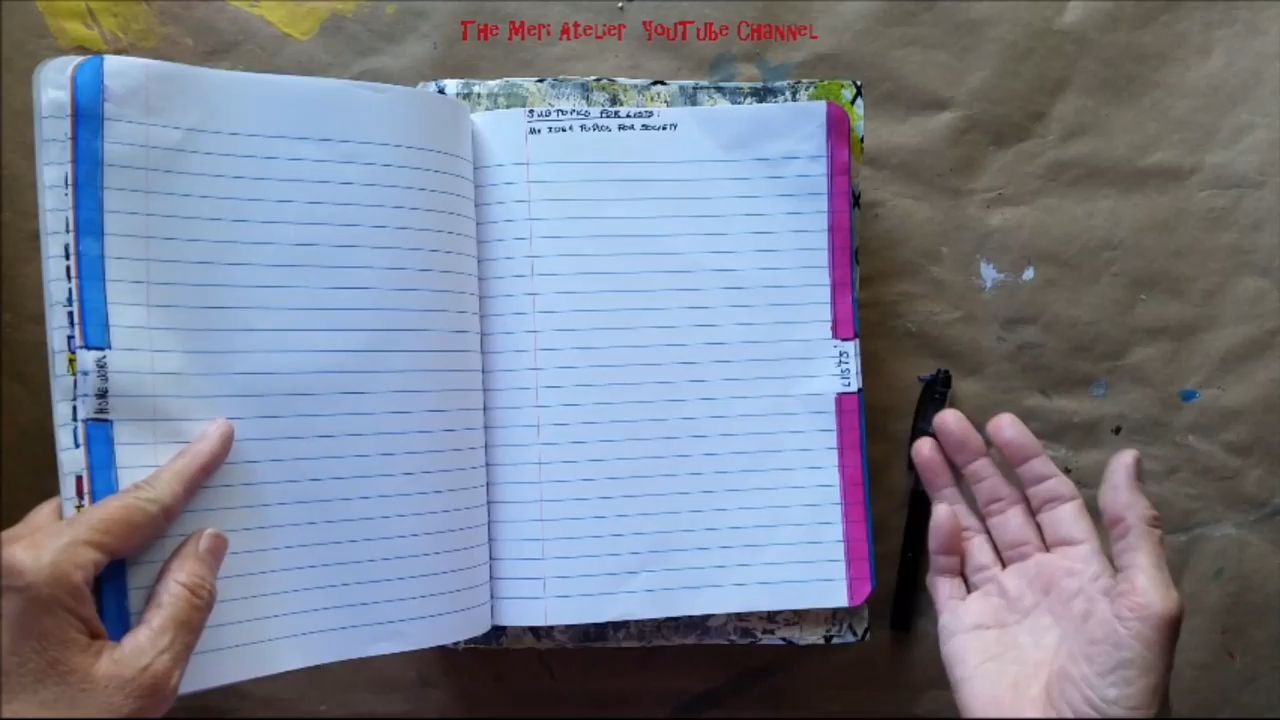 The Meri Atelier YouTube Channel
SUBTOPICS FOR LISTS:
MY IDEA TOPICS FOR SOCIETY
HOMEWORK
LISTS!